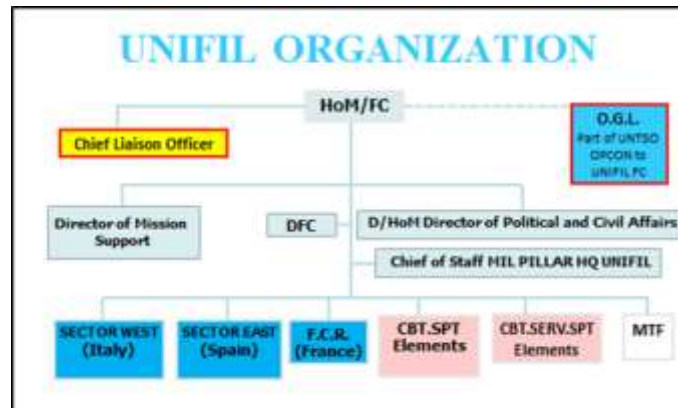 UNIFIL ORGANIZATION
HoM/FC
Chief Liaison Officer
O.G.L.
Part of UNTSO
OPCON to
UNIFIL FC
Director of Mission
Support
DFC
D/HoM Director of Political and Civil Affairs
Chief of Staff MIL PILLAR HQ UNIFIL
SECTOR WEST
(Italy)
SECTOR EAST
(Spain)
F.C.R.
(France)
CBT.SPT
Elements
CBT.SERV.SPT
Elements
MTF